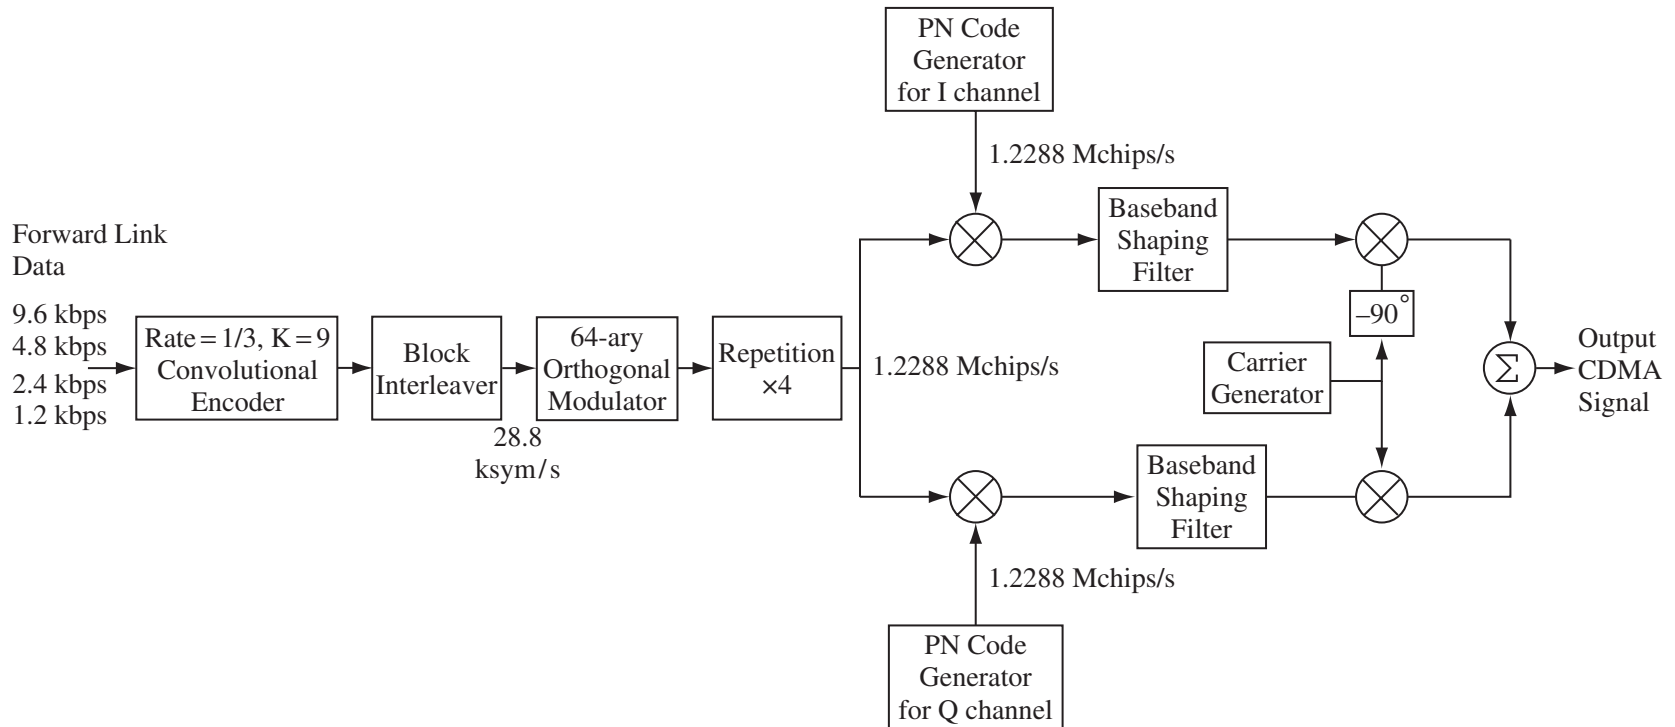 PN Code
Generator
for I channel
1.2288 Mchips/s
Forward Link
Data
9.6 kbps
4.8 kbps
2.4 kbps
1.2 kbps
Rate = 1/3, K = 9
Convolutional
Encoder
Block
Interleaver
28.8
ksym/s
64-ary
Orthogonal
Modulator
Repetition
×4
1.2288 Mchips/s
Baseband
Shaping
Filter
–90°
Carrier
Generator
Σ
Output
CDMA
Signal
Baseband
Shaping
Filter
1.2288 Mchips/s
PN Code
Generator
for Q channel